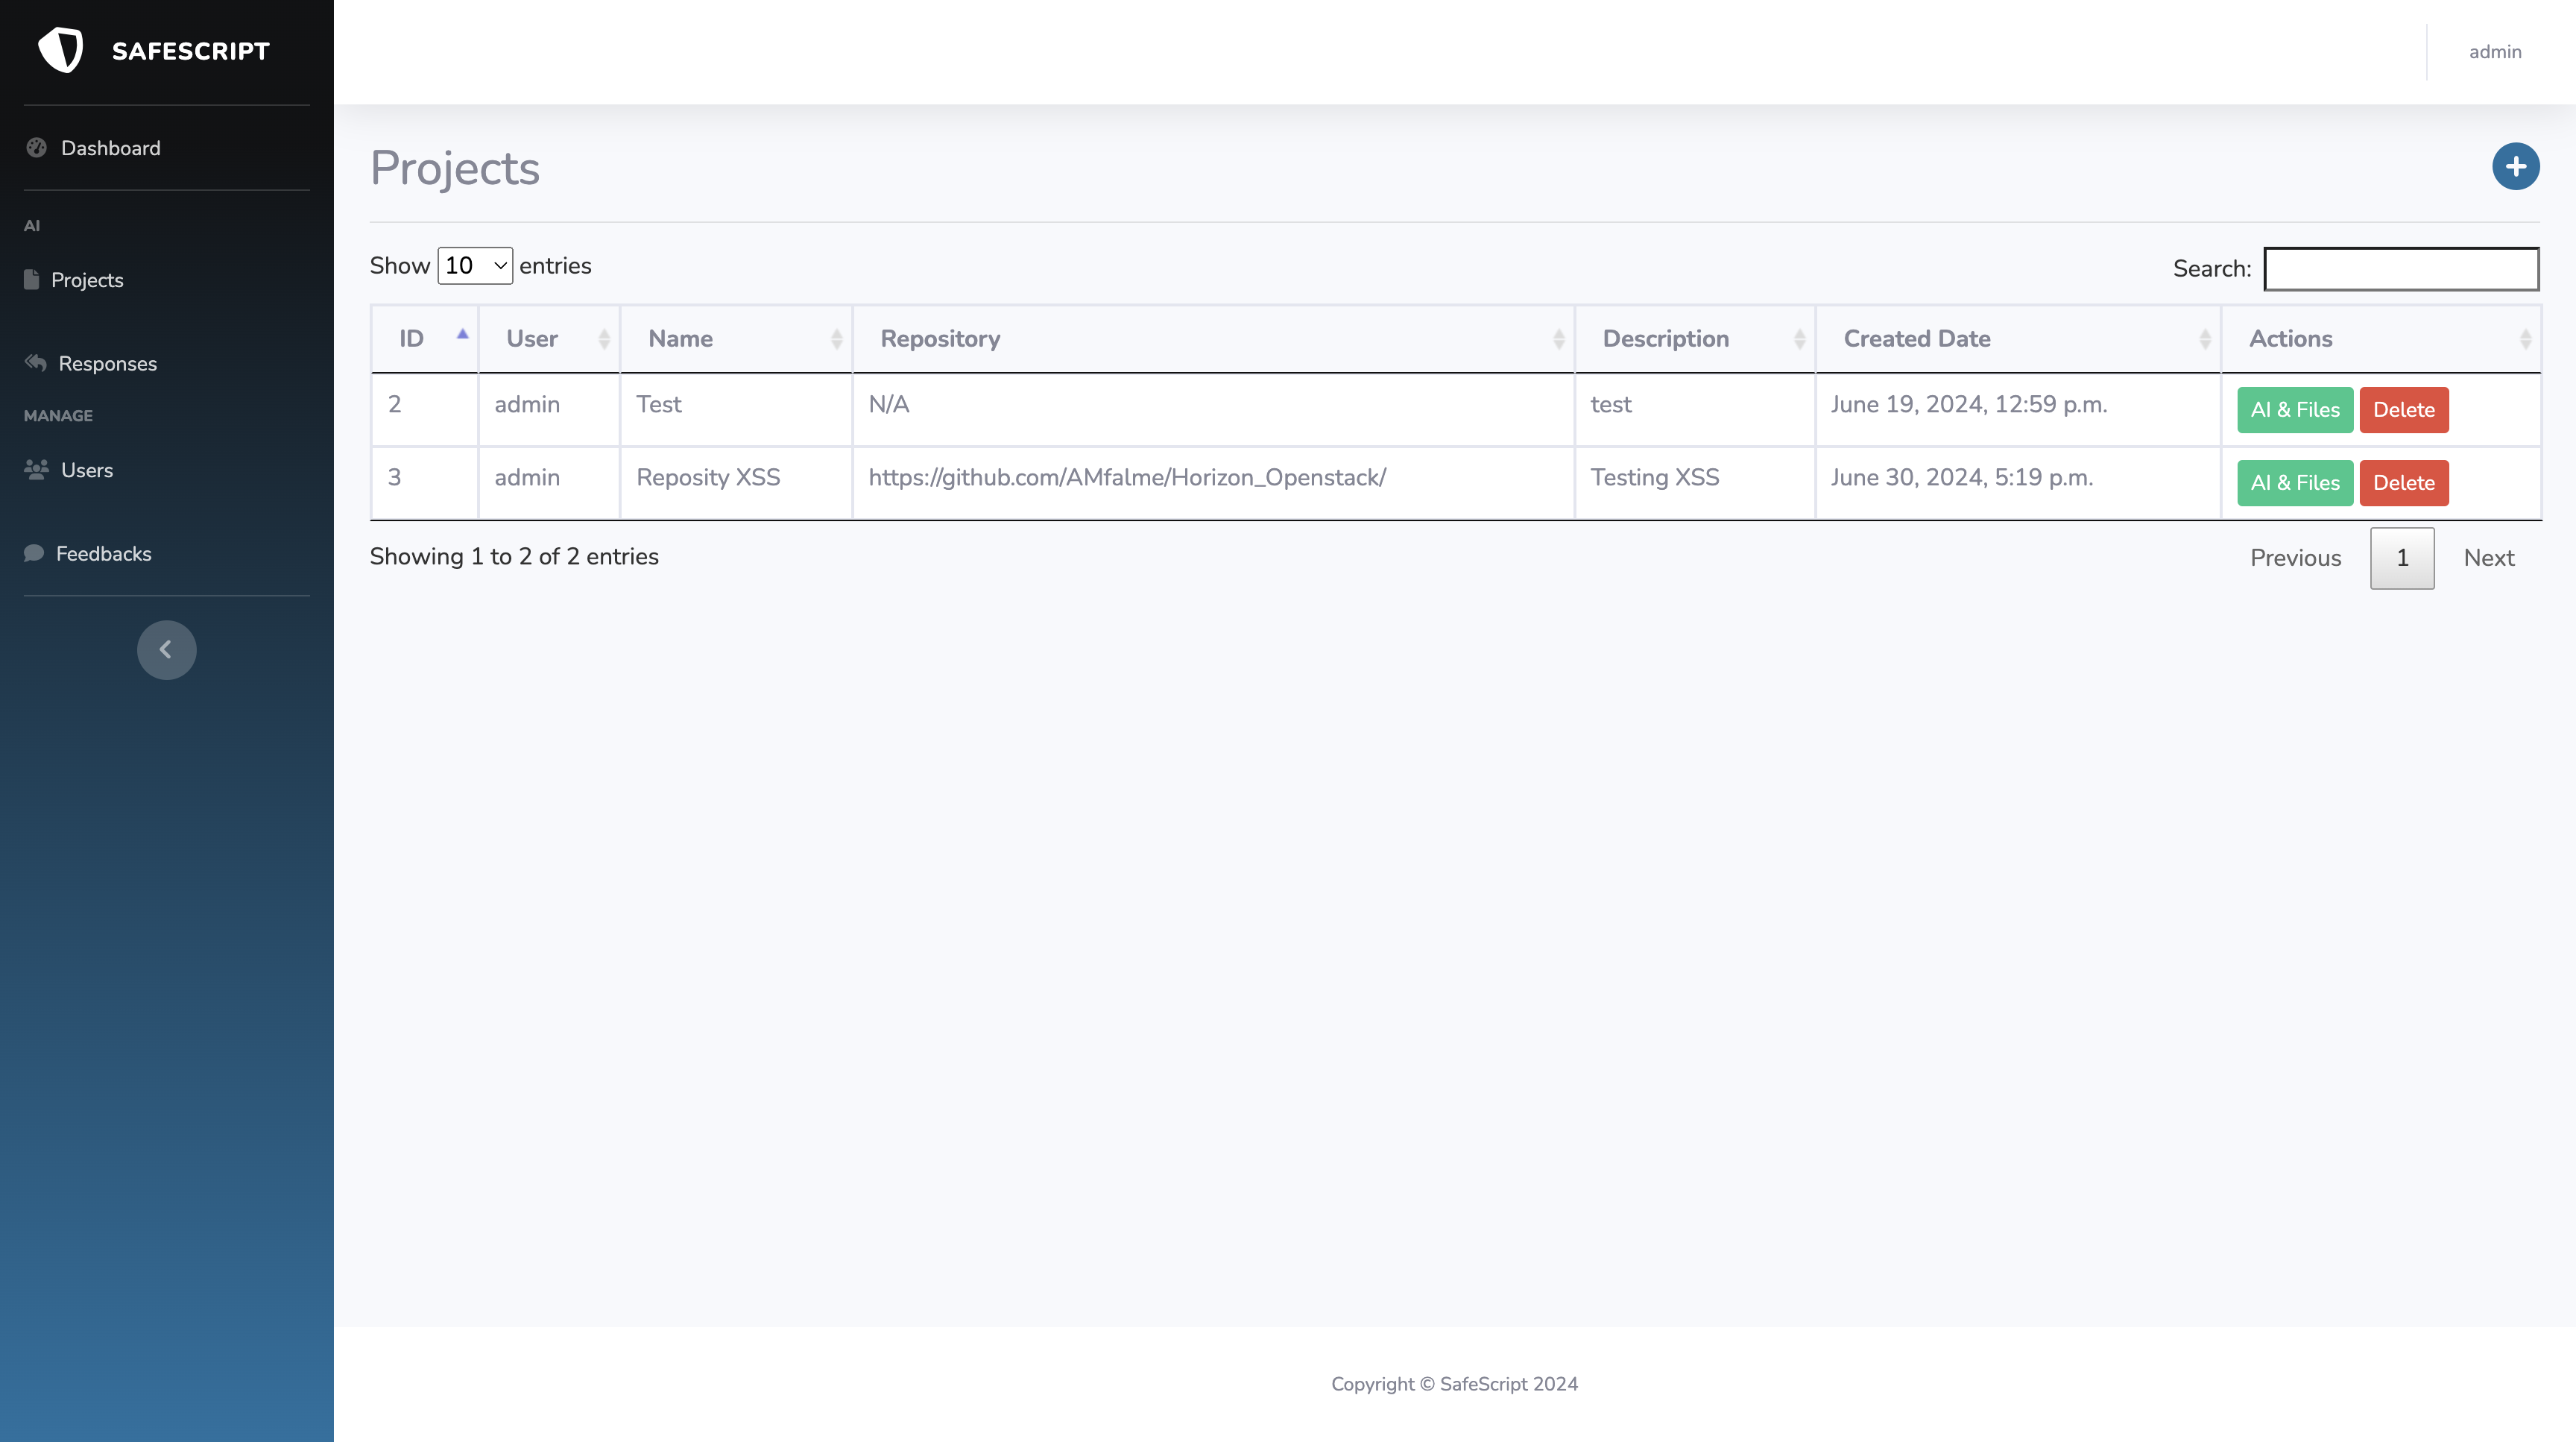 SAFESCRIPT
admin
Dashboard
AI
Projects
Responses
MANAGE
Users
Feedbacks
Projects
Show 10 entries
Search:
ID User Name Repository Description Created Date Actions
2 admin Test N/A test June 19, 2024, 12:59 p.m. AI & Files Delete
3 admin Reposity XSS https://github.com/AMfalme/Horizon_Openstack/ Testing XSS June 30, 2024, 5:19 p.m. AI & Files Delete
Showing 1 to 2 of 2 entries
Previous 1 Next
Copyright © SafeScript 2024